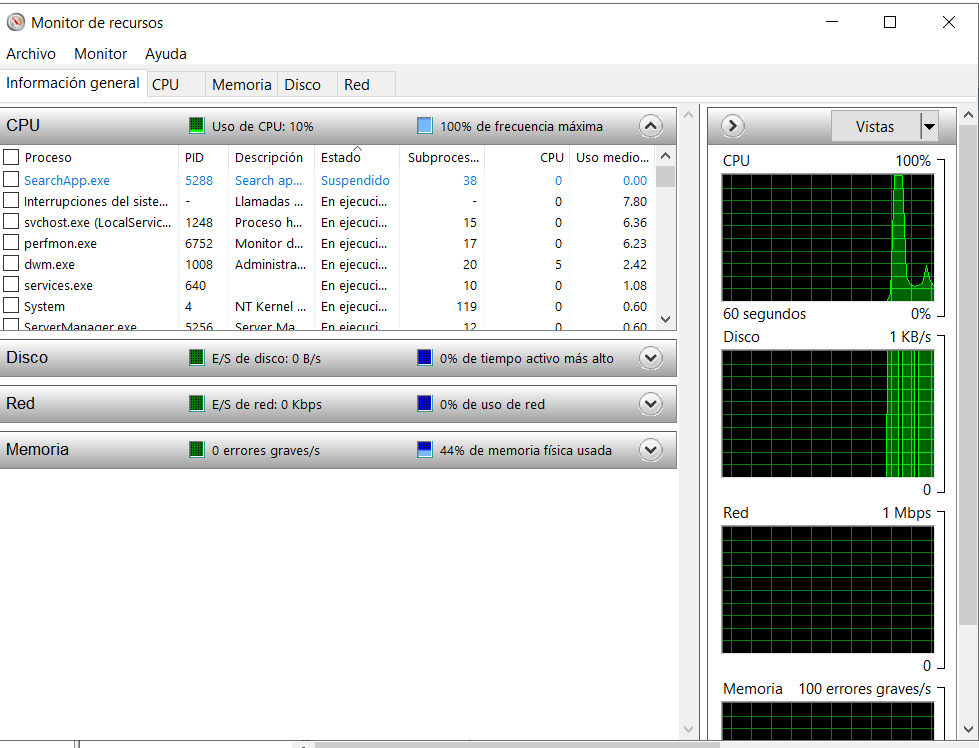 Monitor de recursos
Archivo Monitor Ayuda
Información general CPU Memoria Disco Red
CPU Uso de CPU: 10% 100% de frecuencia máxima
Proceso PID Descripción Estado Subproces... CPU Uso medio...
SearchApp.exe 5288 Search ap... Suspendido 38 0 0.00
Interrupciones del siste... - Llamadas ... En ejecuci... - 0 7.80
svchost.exe (LocalServic... 1248 Proceso h... En ejecuci... 15 0 6.36
perfmon.exe 6752 Monitor d... En ejecuci... 17 0 6.23
dwm.exe 1008 Administra... En ejecuci... 20 5 2.42
services.exe 640 En ejecuci... 10 0 1.08
System 4 NT Kernel ... En ejecuci... 119 0 0.60
ServerManager.exe 5256 Server Ma... En ejecuci... 12 0 0.60
Disco E/S de disco: 0 B/s 0% de tiempo activo más alto
Red E/S de red: 0 Kbps 0% de uso de red
Memoria 0 errores graves/s 44% de memoria física usada
Vistas
CPU 100%
60 segundos 0%
Disco 1 KB/s
0
Red 1 Mbps
0
Memoria 100 errores graves/s